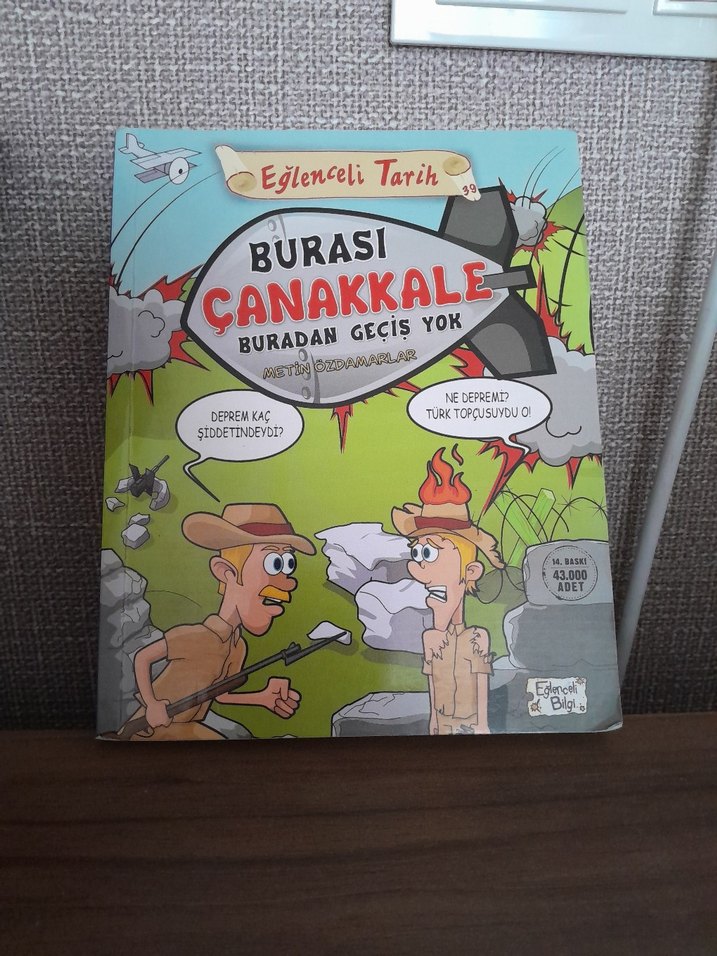 Eğlenceli Tarih
39
BURASI
ÇANAKKALE
BURADAN GEÇİŞ YOK
METİN ÖZDAMARLAR
DEPREM KAÇ
ŞİDDETİNDEYDİ?
NE DEPREMİ?
TÜRK TOPÇUSUYDU O!
14. BASKI
43.000
ADET
Eğlenceli
Bilgi